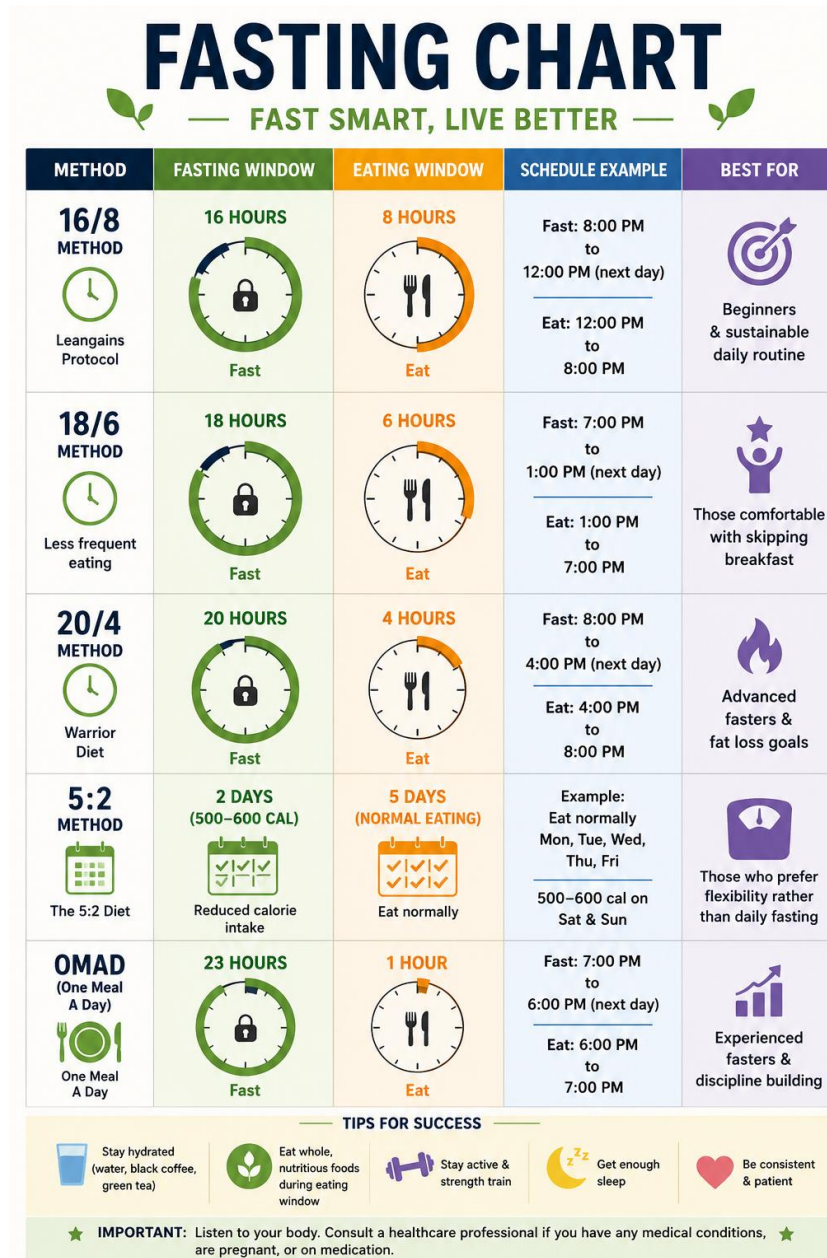 FASTING CHART
FAST SMART, LIVE BETTER
METHOD
FASTING WINDOW
EATING WINDOW
SCHEDULE EXAMPLE
BEST FOR
16/8
METHOD
Leangains
Protocol
16 HOURS
Fast
8 HOURS
Eat
Fast: 8:00 PM
to
12:00 PM (next day)
Eat: 12:00 PM
to
8:00 PM
Beginners
& sustainable
daily routine
18/6
METHOD
Less frequent
eating
18 HOURS
Fast
6 HOURS
Eat
Fast: 7:00 PM
to
1:00 PM (next day)
Eat: 1:00 PM
to
7:00 PM
Those comfortable
with skipping
breakfast
20/4
METHOD
Warrior
Diet
20 HOURS
Fast
4 HOURS
Eat
Fast: 8:00 PM
to
4:00 PM (next day)
Eat: 4:00 PM
to
8:00 PM
Advanced
fasters &
fat loss goals
5:2
METHOD
The 5:2 Diet
2 DAYS
(500–600 CAL)
Reduced calorie
intake
5 DAYS
(NORMAL EATING)
Eat normally
Example:
Eat normally
Mon, Tue, Wed,
Thu, Fri
500–600 cal on
Sat & Sun
Those who prefer
flexibility rather
than daily fasting
OMAD
(One Meal
A Day)
One Meal
A Day
23 HOURS
Fast
1 HOUR
Eat
Fast: 7:00 PM
to
6:00 PM (next day)
Eat: 6:00 PM
to
7:00 PM
Experienced
fasters &
discipline building
TIPS FOR SUCCESS
Stay hydrated
(water, black coffee,
green tea)
Eat whole,
nutritious foods
during eating
window
Stay active &
strength train
z z z
Get enough
sleep
Be consistent
& patient
IMPORTANT: Listen to your body. Consult a healthcare professional if you have any medical conditions,
are pregnant, or on medication.